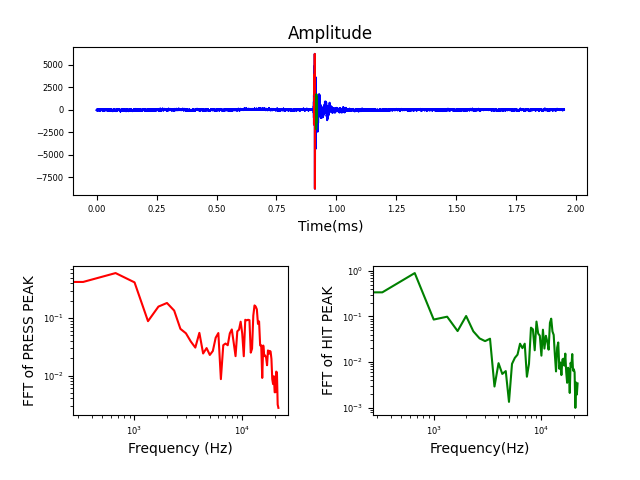 Amplitude
5000
2500
0
−2500
−5000
−7500
0.00 0.25 0.50 0.75 1.00 1.25 1.50 1.75 2.00
Time(ms)
FFT of PRESS PEAK
10⁻¹
10⁻²
10³ 10⁴
Frequency (Hz)
FFT of HIT PEAK
10⁰
10⁻¹
10⁻²
10⁻³
10³ 10⁴
Frequency(Hz)